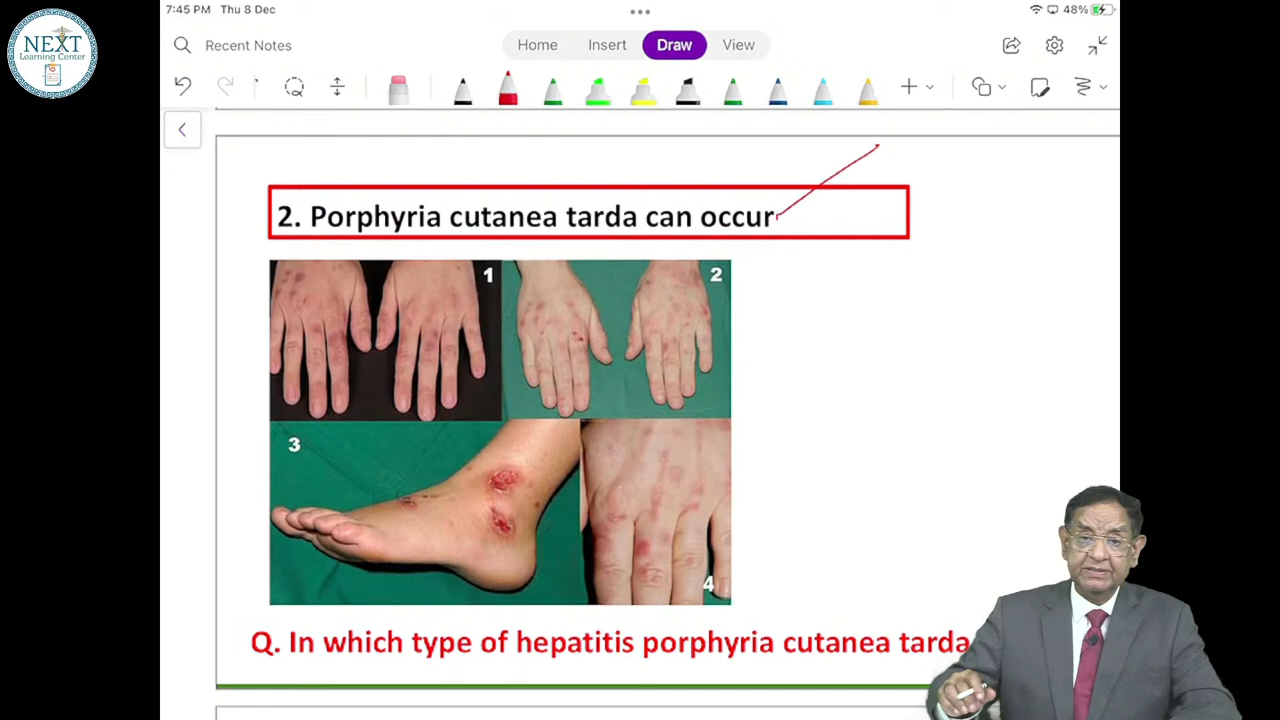 7:45 PM Thu 8 Dec
48%
NEXT
Learning Center
Recent Notes
Home Insert Draw View
2. Porphyria cutanea tarda can occur
1
2
3
4
Q. In which type of hepatitis porphyria cutanea tarda